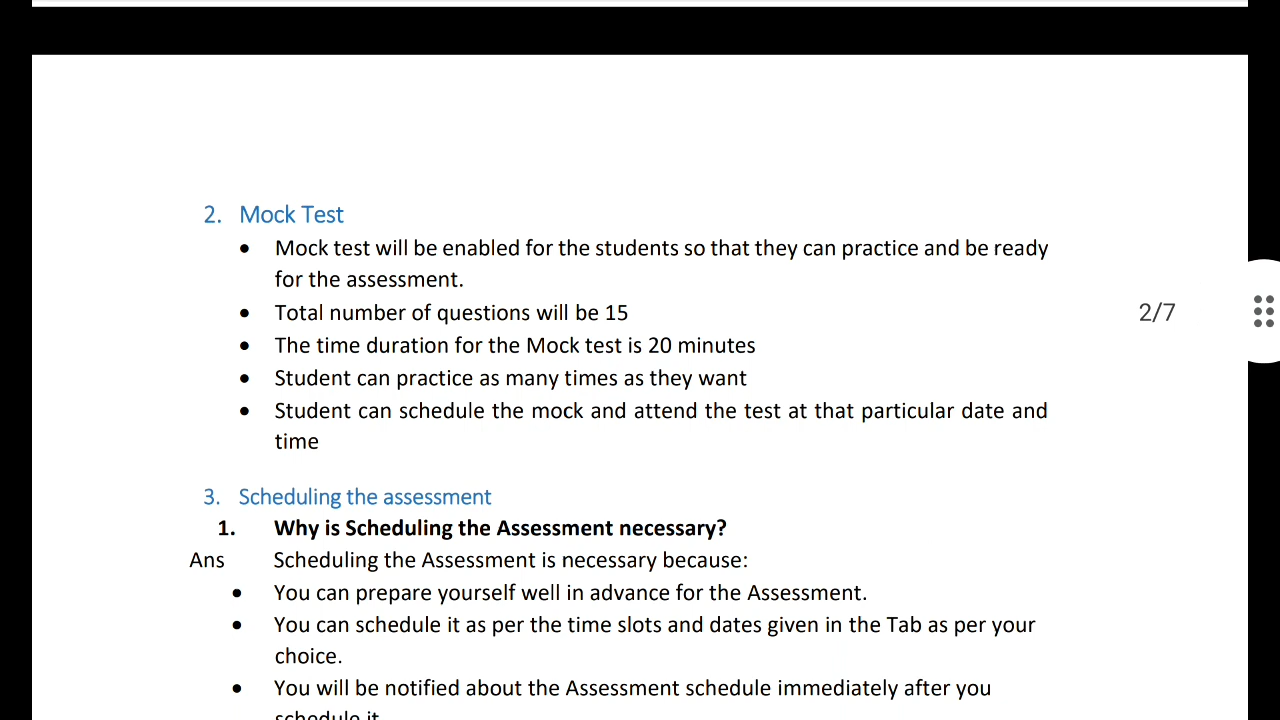 2. Mock Test
• Mock test will be enabled for the students so that they can practice and be ready
for the assessment.
• Total number of questions will be 15
2/7
• The time duration for the Mock test is 20 minutes
• Student can practice as many times as they want
• Student can schedule the mock and attend the test at that particular date and
time
3. Scheduling the assessment
1. Why is Scheduling the Assessment necessary?
Ans Scheduling the Assessment is necessary because:
• You can prepare yourself well in advance for the Assessment.
• You can schedule it as per the time slots and dates given in the Tab as per your
choice.
• You will be notified about the Assessment schedule immediately after you
schedule it